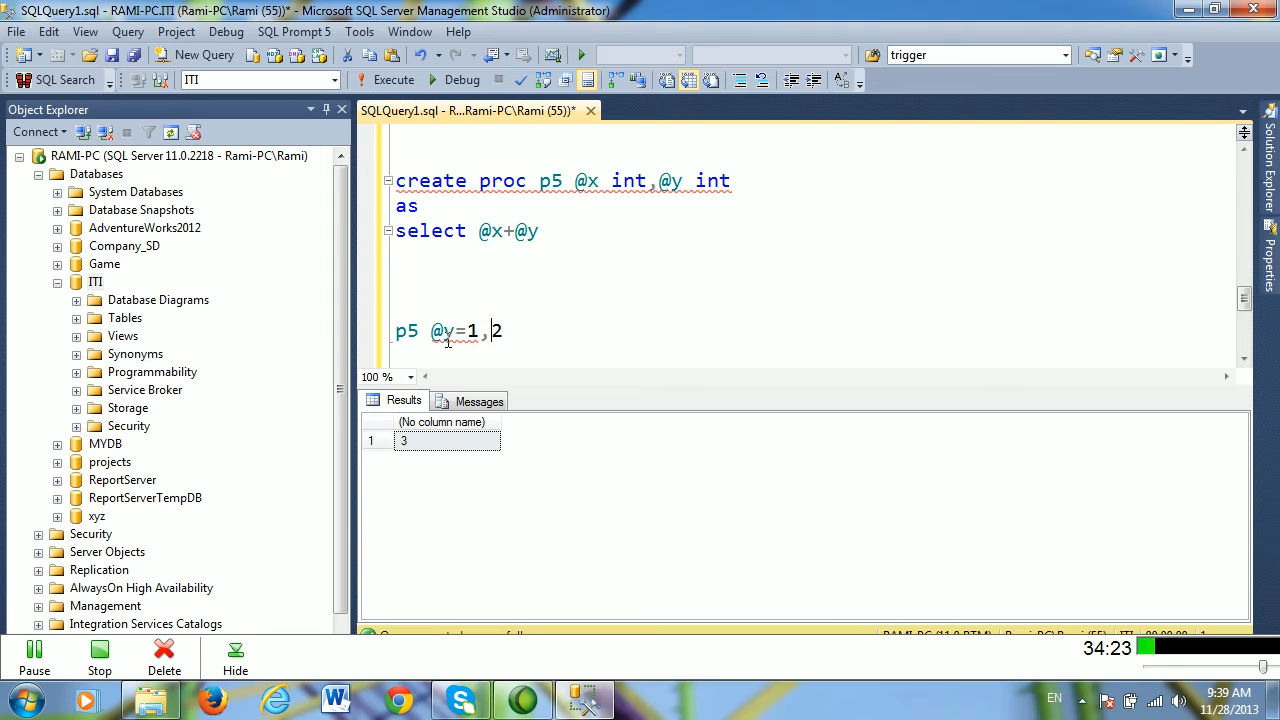 SQLQuery1.sql - RAMI-PC.ITI (Rami-PC\Rami (55))* - Microsoft SQL Server Management Studio (Administrator)
File Edit View Query Project Debug SQL Prompt 5 Tools Window Help
New Query trigger
SQL Search ITI Execute Debug
Object Explorer
SQLQuery1.sql - R...Rami-PC\Rami (55))*
Connect
RAMI-PC (SQL Server 11.0.2218 - Rami-PC\Rami)
Databases
System Databases
Database Snapshots
AdventureWorks2012
Company_SD
Game
ITI
Database Diagrams
Tables
Views
Synonyms
Programmability
Service Broker
Storage
Security
MYDB
projects
ReportServer
ReportServerTempDB
xyz
Security
Server Objects
Replication
AlwaysOn High Availability
Management
Integration Services Catalogs
create proc p5 @x int,@y int
as
select @x+@y
p5 @y=1,2
100 %
Results Messages
(No column name)
1 3
Solution Explorer
Properties
Pause Stop Delete Hide
34:23
EN
9:39 AM
11/28/2013